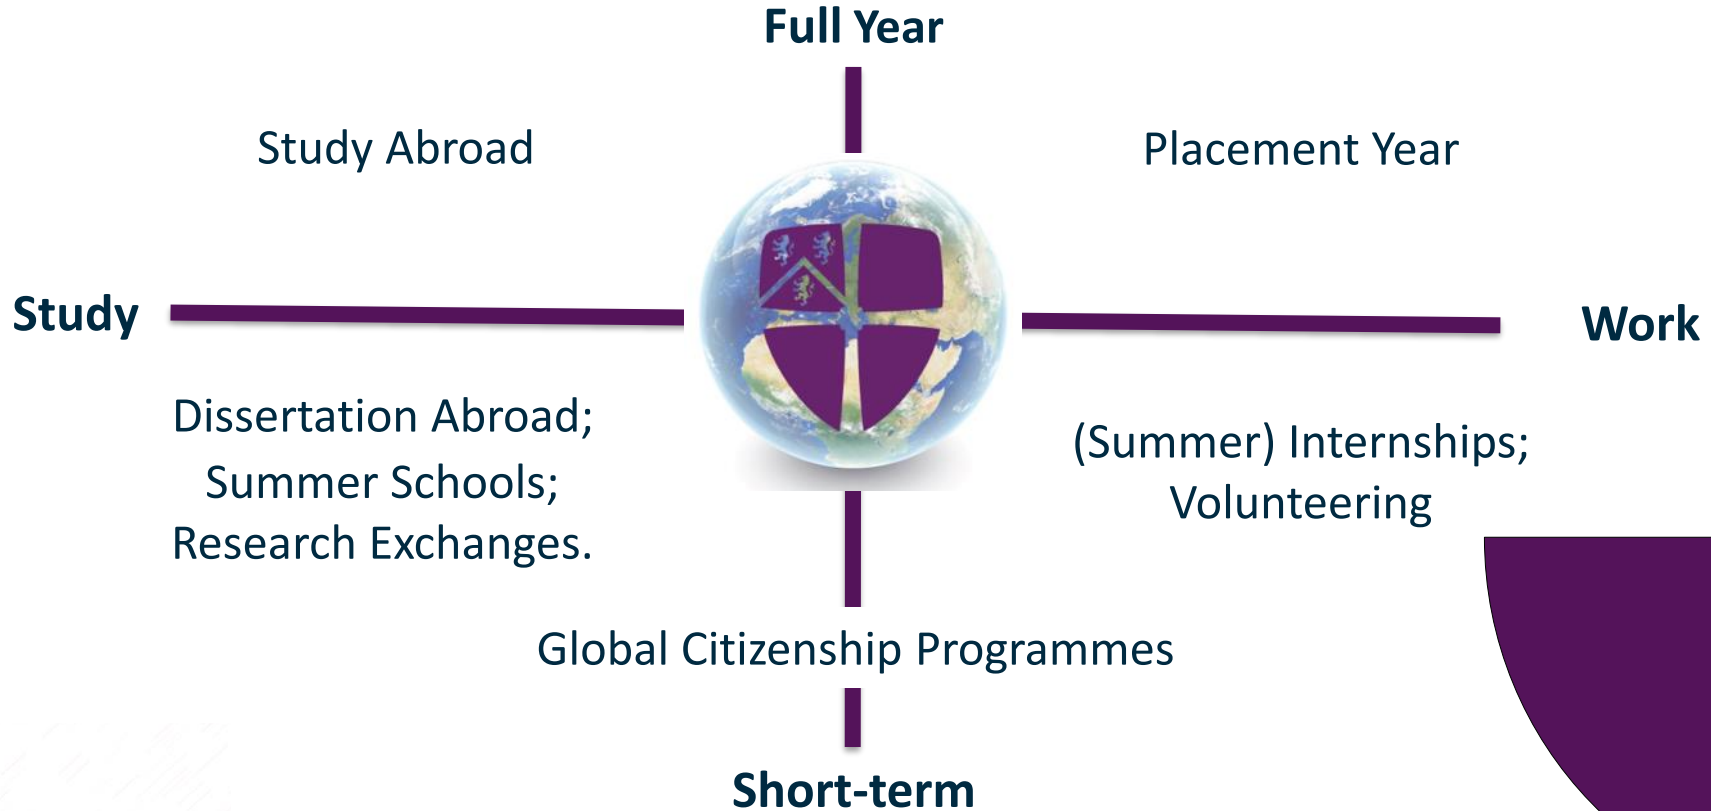 Full Year
Study Abroad
Placement Year
Study
Work
Dissertation Abroad;
Summer Schools;
Research Exchanges.
(Summer) Internships;
Volunteering
Global Citizenship Programmes
Short-term